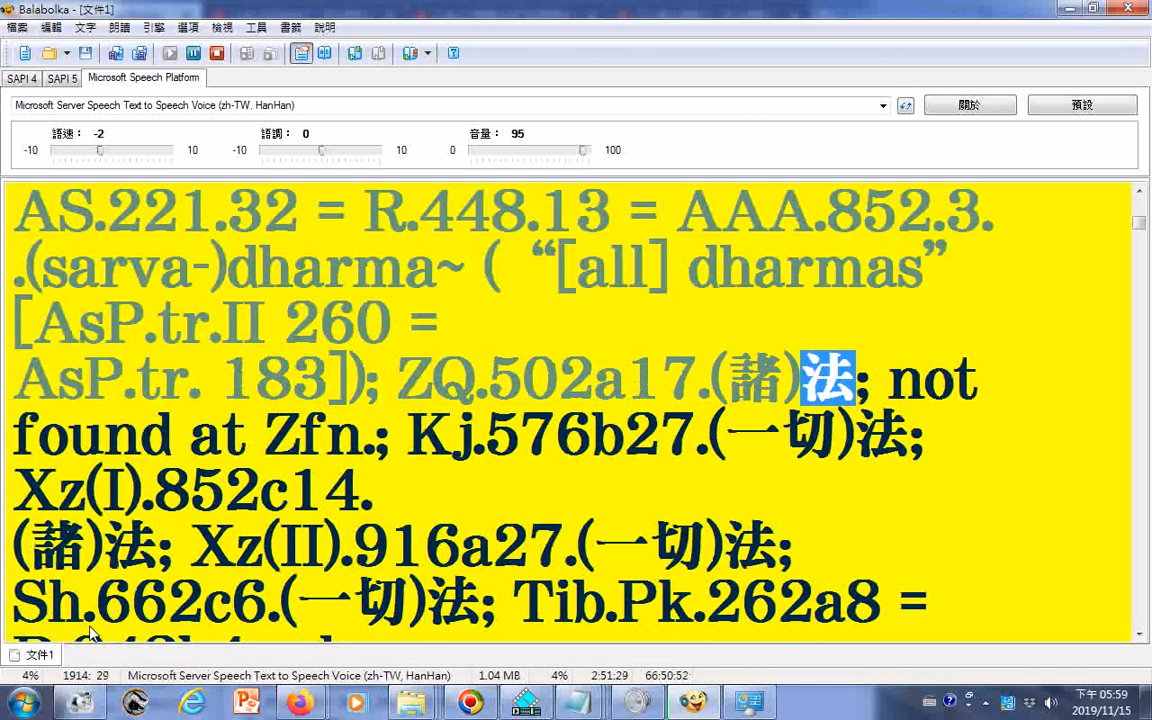 Balabolka - [文件1]
檔案 編輯 文字 朗讀 引擎 選項 檢視 工具 書籤 說明
SAPI 4 SAPI 5 Microsoft Speech Platform
Microsoft Server Speech Text to Speech Voice (zh-TW, HanHan) 關於 預設
語速： -2 語調： 0 音量： 95
-10 10 -10 10 0 100
AS.221.32 = R.448.13 = AAA.852.3.
.(sarva-)dharma~ (“[all] dharmas”
[AsP.tr.II 260 =
AsP.tr. 183]); ZQ.502a17.(諸)法; not
found at Zfn.; Kj.576b27.(一切)法;
Xz(I).852c14.
(諸)法; Xz(II).916a27.(一切)法;
Sh.662c6.(一切)法; Tib.Pk.262a8 =
文件1
4% 1914: 29 Microsoft Server Speech Text to Speech Voice (zh-TW, HanHan) 1.04 MB 4% 2:51:29 66:50:52
下午 05:59
2019/11/15